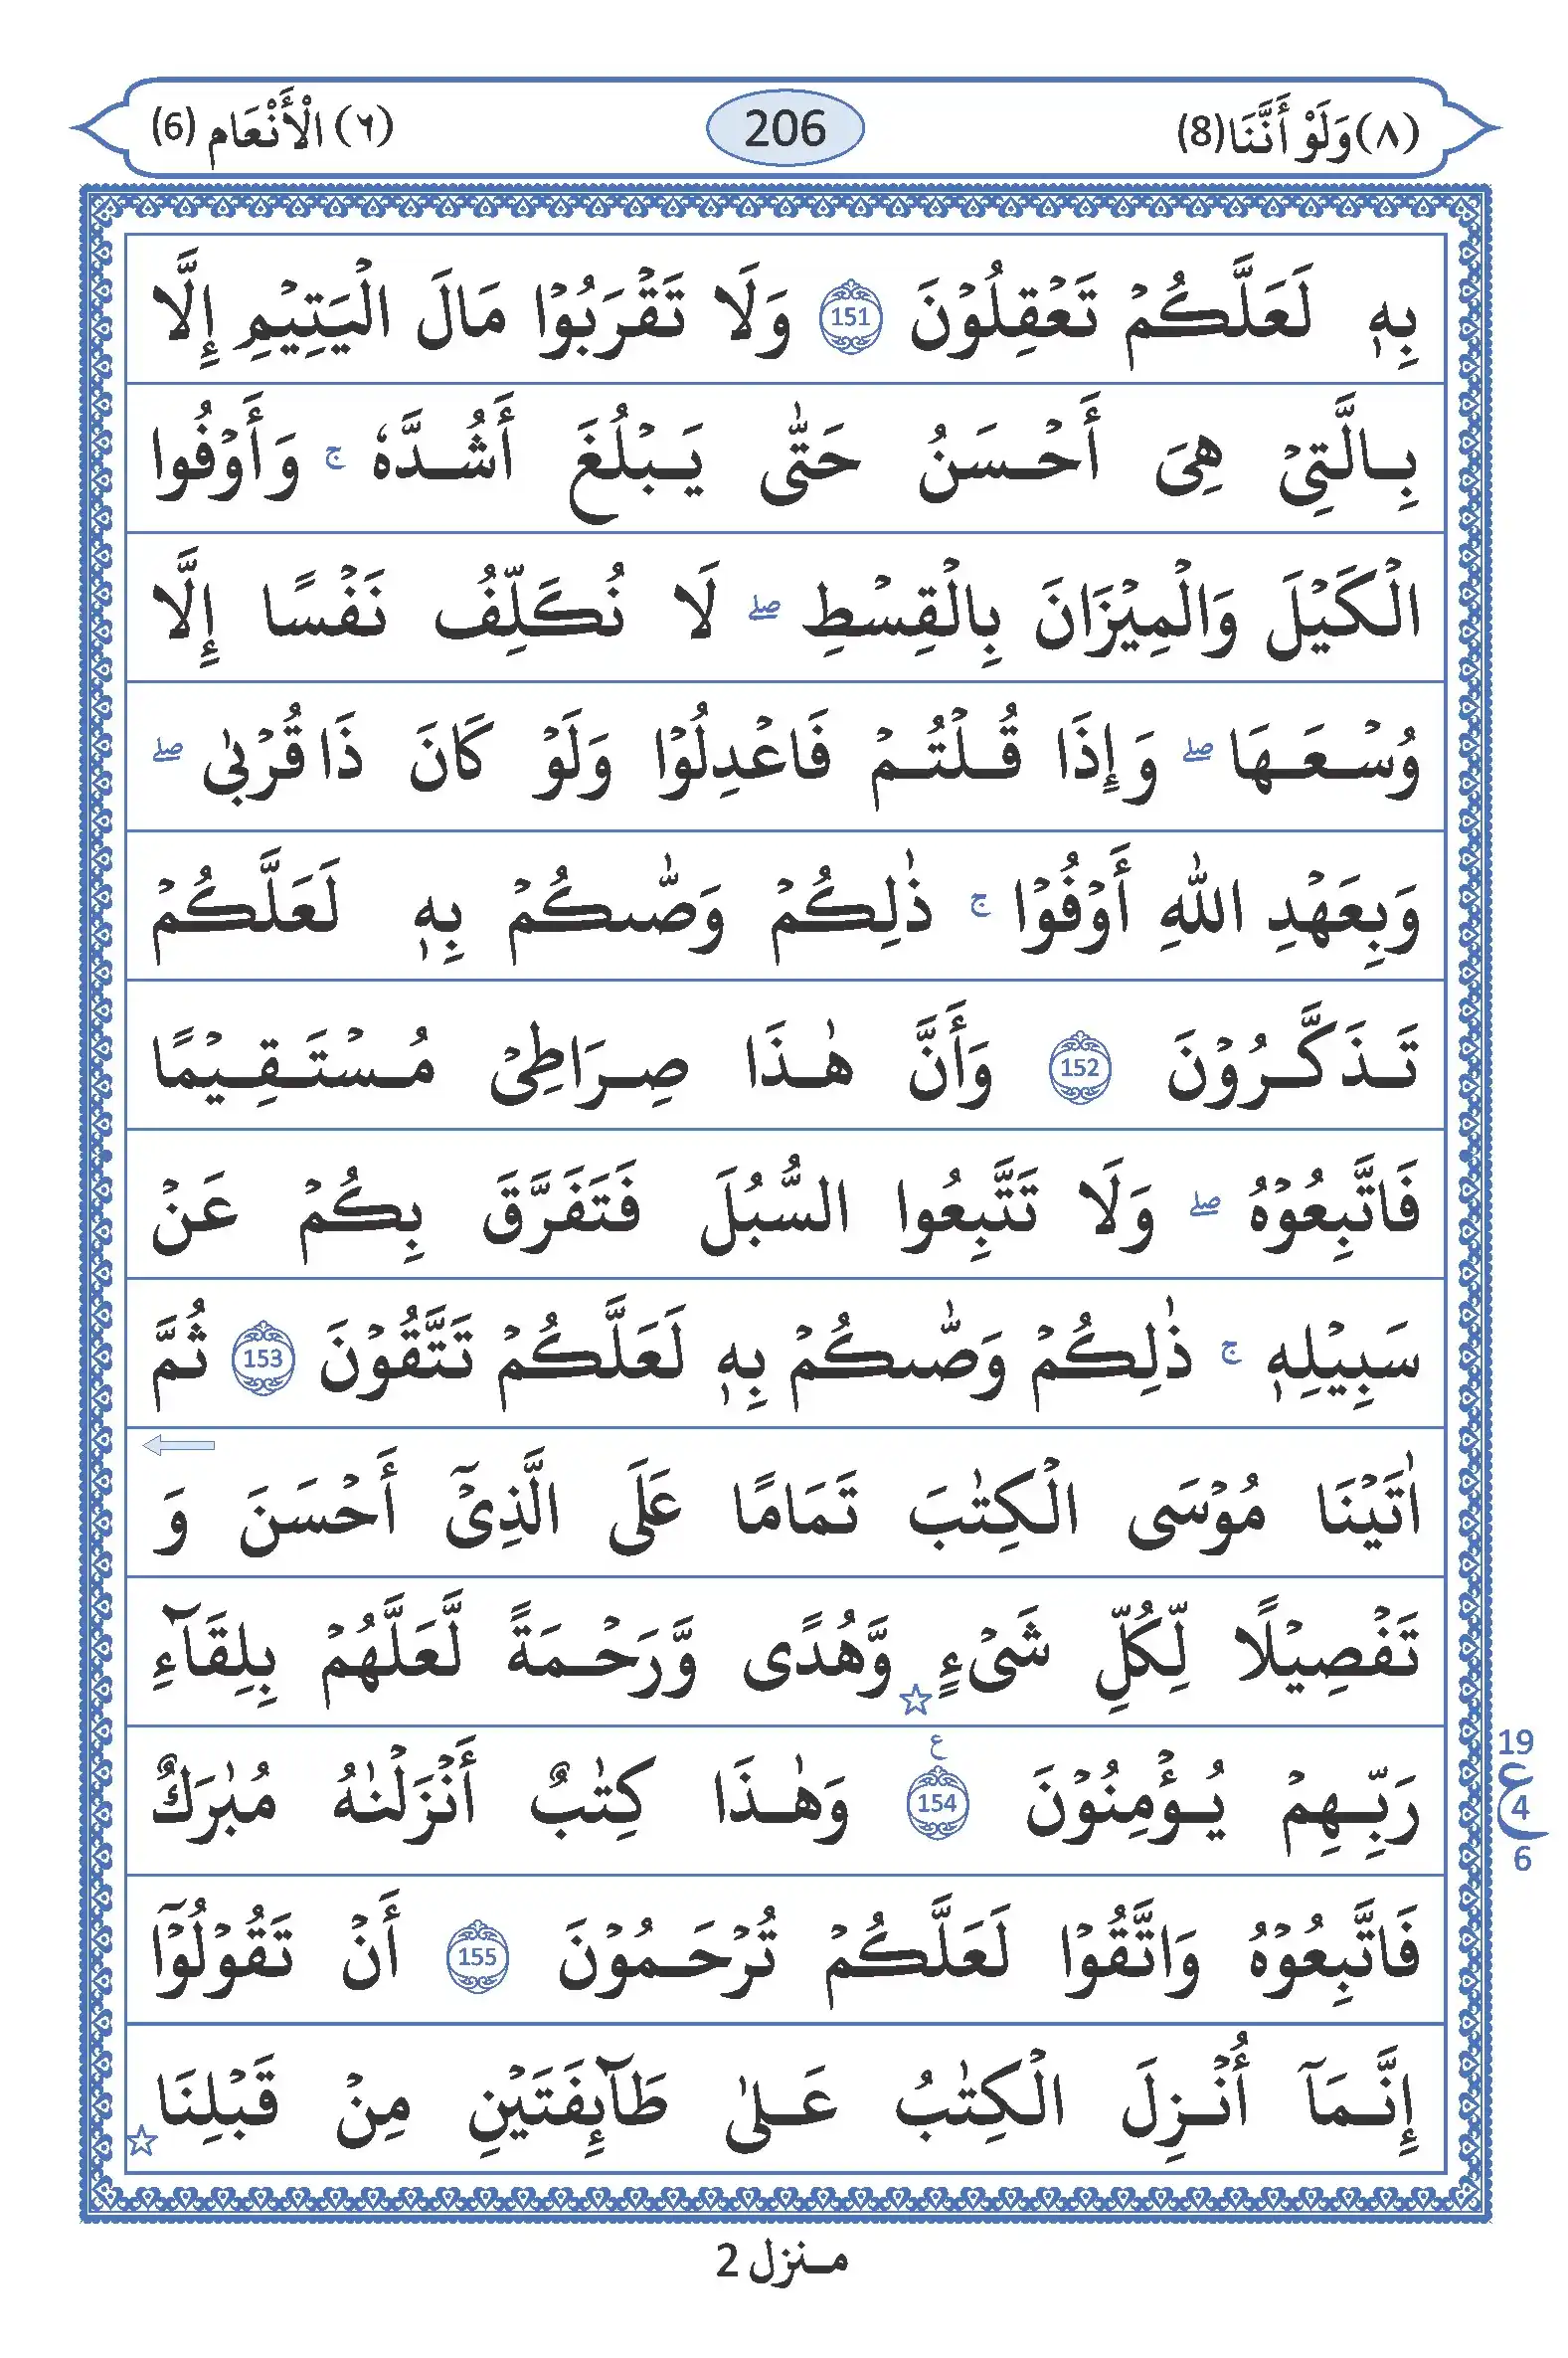 (٨) وَلَوْ أَنَّنَا (8) 206 (٦) الْأَنْعَام (6)
بِهٖ لَعَلَّكُمْ تَعْقِلُوْنَ 151 وَلَا تَقْرَبُوْا مَالَ الْيَتِيْمِ إِلَّا
بِالَّتِيْ هِىَ أَحْسَنُ حَتّٰى يَبْلُغَ أَشُدَّهٗ ج وَأَوْفُوا
الْكَيْلَ وَالْمِيْزَانَ بِالْقِسْطِ صلے لَا نُكَلِّفُ نَفْسًا إِلَّا
وُسْعَهَا صلے وَإِذَا قُلْتُمْ فَاعْدِلُوْا وَلَوْ كَانَ ذَا قُرْبٰى صلے
وَبِعَهْدِ اللّٰهِ أَوْفُوْا ج ذٰلِكُمْ وَصّٰىكُمْ بِهٖ لَعَلَّكُمْ
تَذَكَّرُوْنَ 152 وَأَنَّ هٰذَا صِرَاطِيْ مُسْتَقِيْمًا
فَاتَّبِعُوْهُ صلے وَلَا تَتَّبِعُوا السُّبُلَ فَتَفَرَّقَ بِكُمْ عَنْ
سَبِيْلِهٖ ج ذٰلِكُمْ وَصّٰىكُمْ بِهٖ لَعَلَّكُمْ تَتَّقُوْنَ 153 ثُمَّ
اٰتَيْنَا مُوْسَى الْكِتٰبَ تَمَامًا عَلَى الَّذِيْٓ أَحْسَنَ وَ
تَفْصِيْلًا لِّكُلِّ شَىْءٍ وَّهُدًى وَّرَحْمَةً لَّعَلَّهُمْ بِلِقَآءِ
رَبِّهِمْ يُؤْمِنُوْنَ 154 ع وَهٰذَا كِتٰبٌ أَنْزَلْنٰهُ مُبٰرَكٌ
19 ع 4 6
فَاتَّبِعُوْهُ وَاتَّقُوْا لَعَلَّكُمْ تُرْحَمُوْنَ 155 أَنْ تَقُوْلُوْٓا
إِنَّمَآ أُنْزِلَ الْكِتٰبُ عَلٰى طَآئِفَتَيْنِ مِنْ قَبْلِنَا
منزل 2